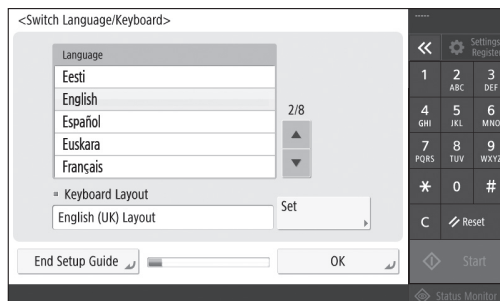 <Switch Language/Keyboard>
Language
Eesti
English
Español
Euskara
Français
2/8
Keyboard Layout
English (UK) Layout
Set
End Setup Guide
OK
Settings
Register
1
2
ABC
3
DEF
4
GHI
5
JKL
6
MNO
7
PQRS
8
TUV
9
WXYZ
*
0
#
C
Reset
Start
Status Monitor